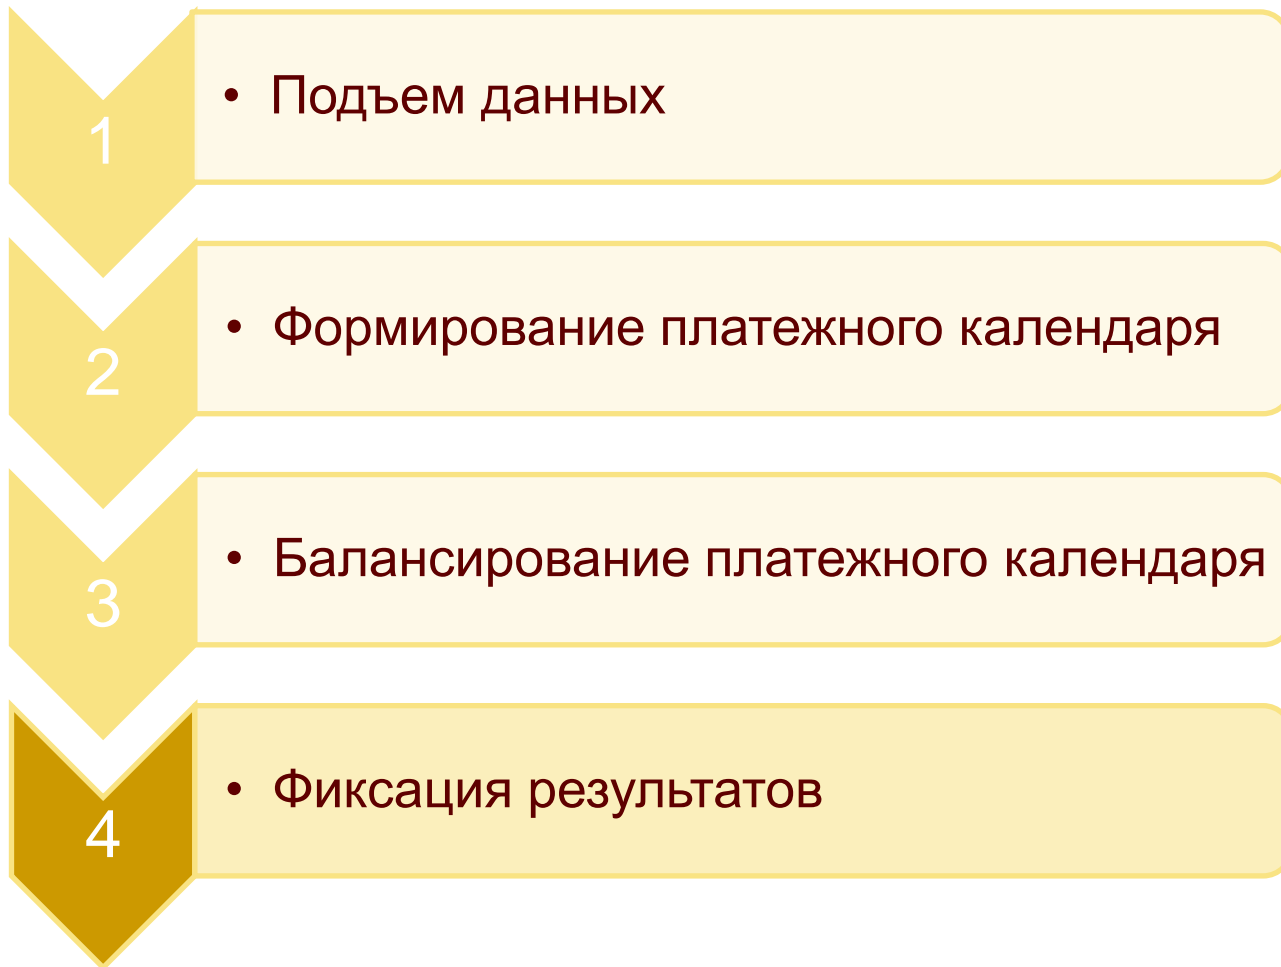 1
• Подъем данных
2
• Формирование платежного календаря
3
• Балансирование платежного календаря
4
• Фиксация результатов